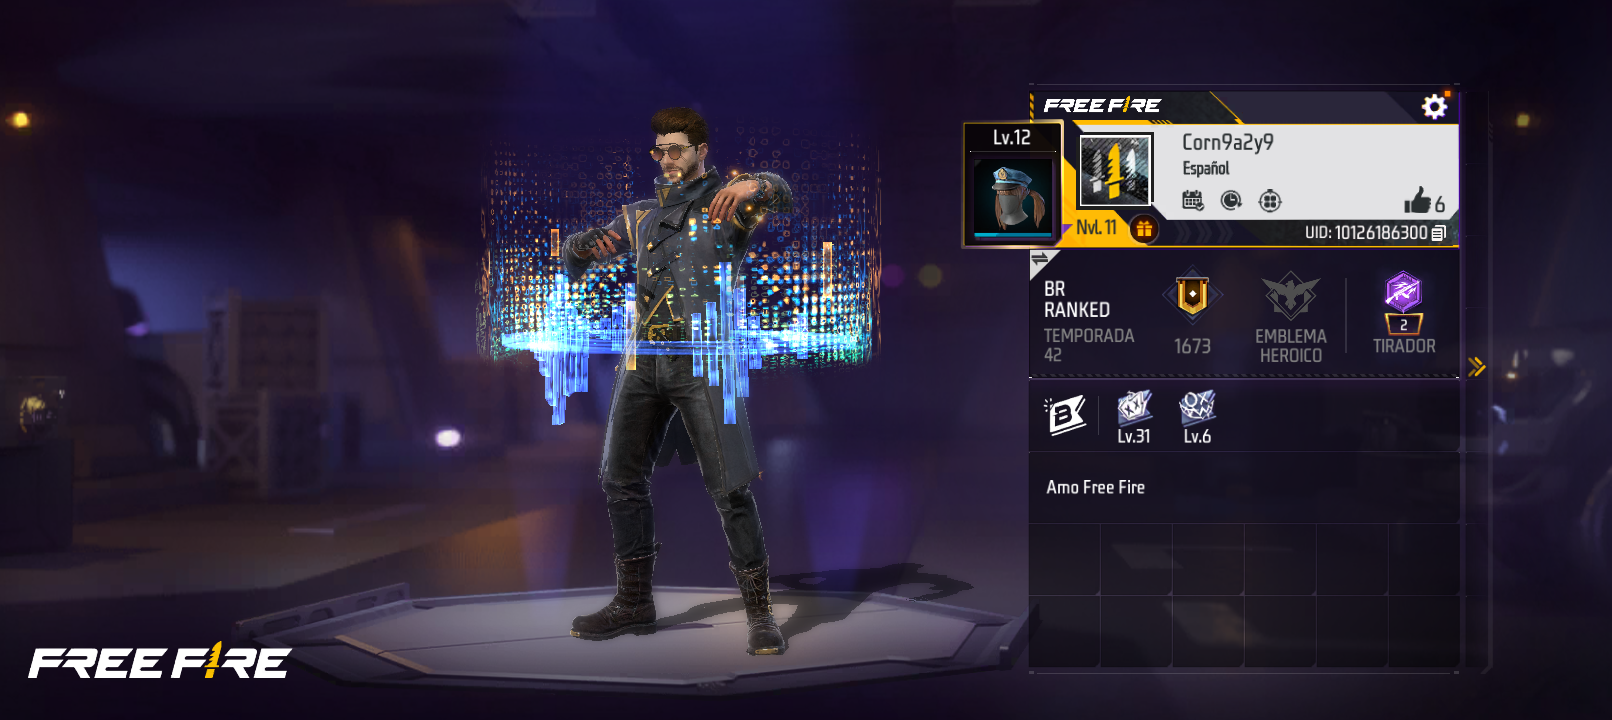 FREE FIRE
Lv.12
Corn9a2y9
Español
6
Nvl. 11
UID: 10126186300
BR
RANKED
TEMPORADA
42
1673
EMBLEMA
HEROICO
2
TIRADOR
B
Lv.31
Lv.6
Amo Free Fire
FREE FIRE